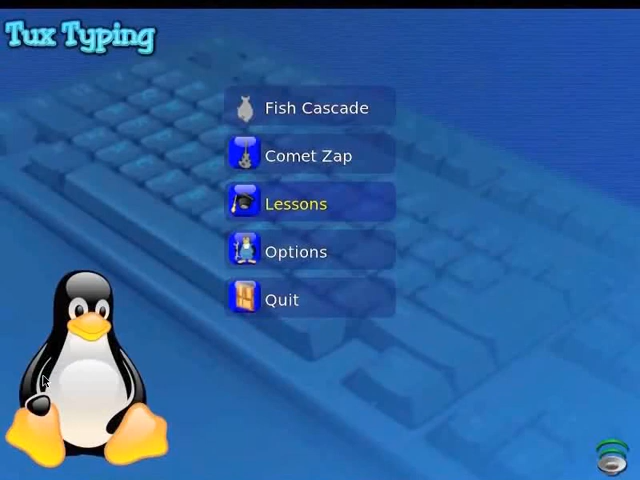 Tux Typing
Fish Cascade
Comet Zap
Lessons
Options
Quit